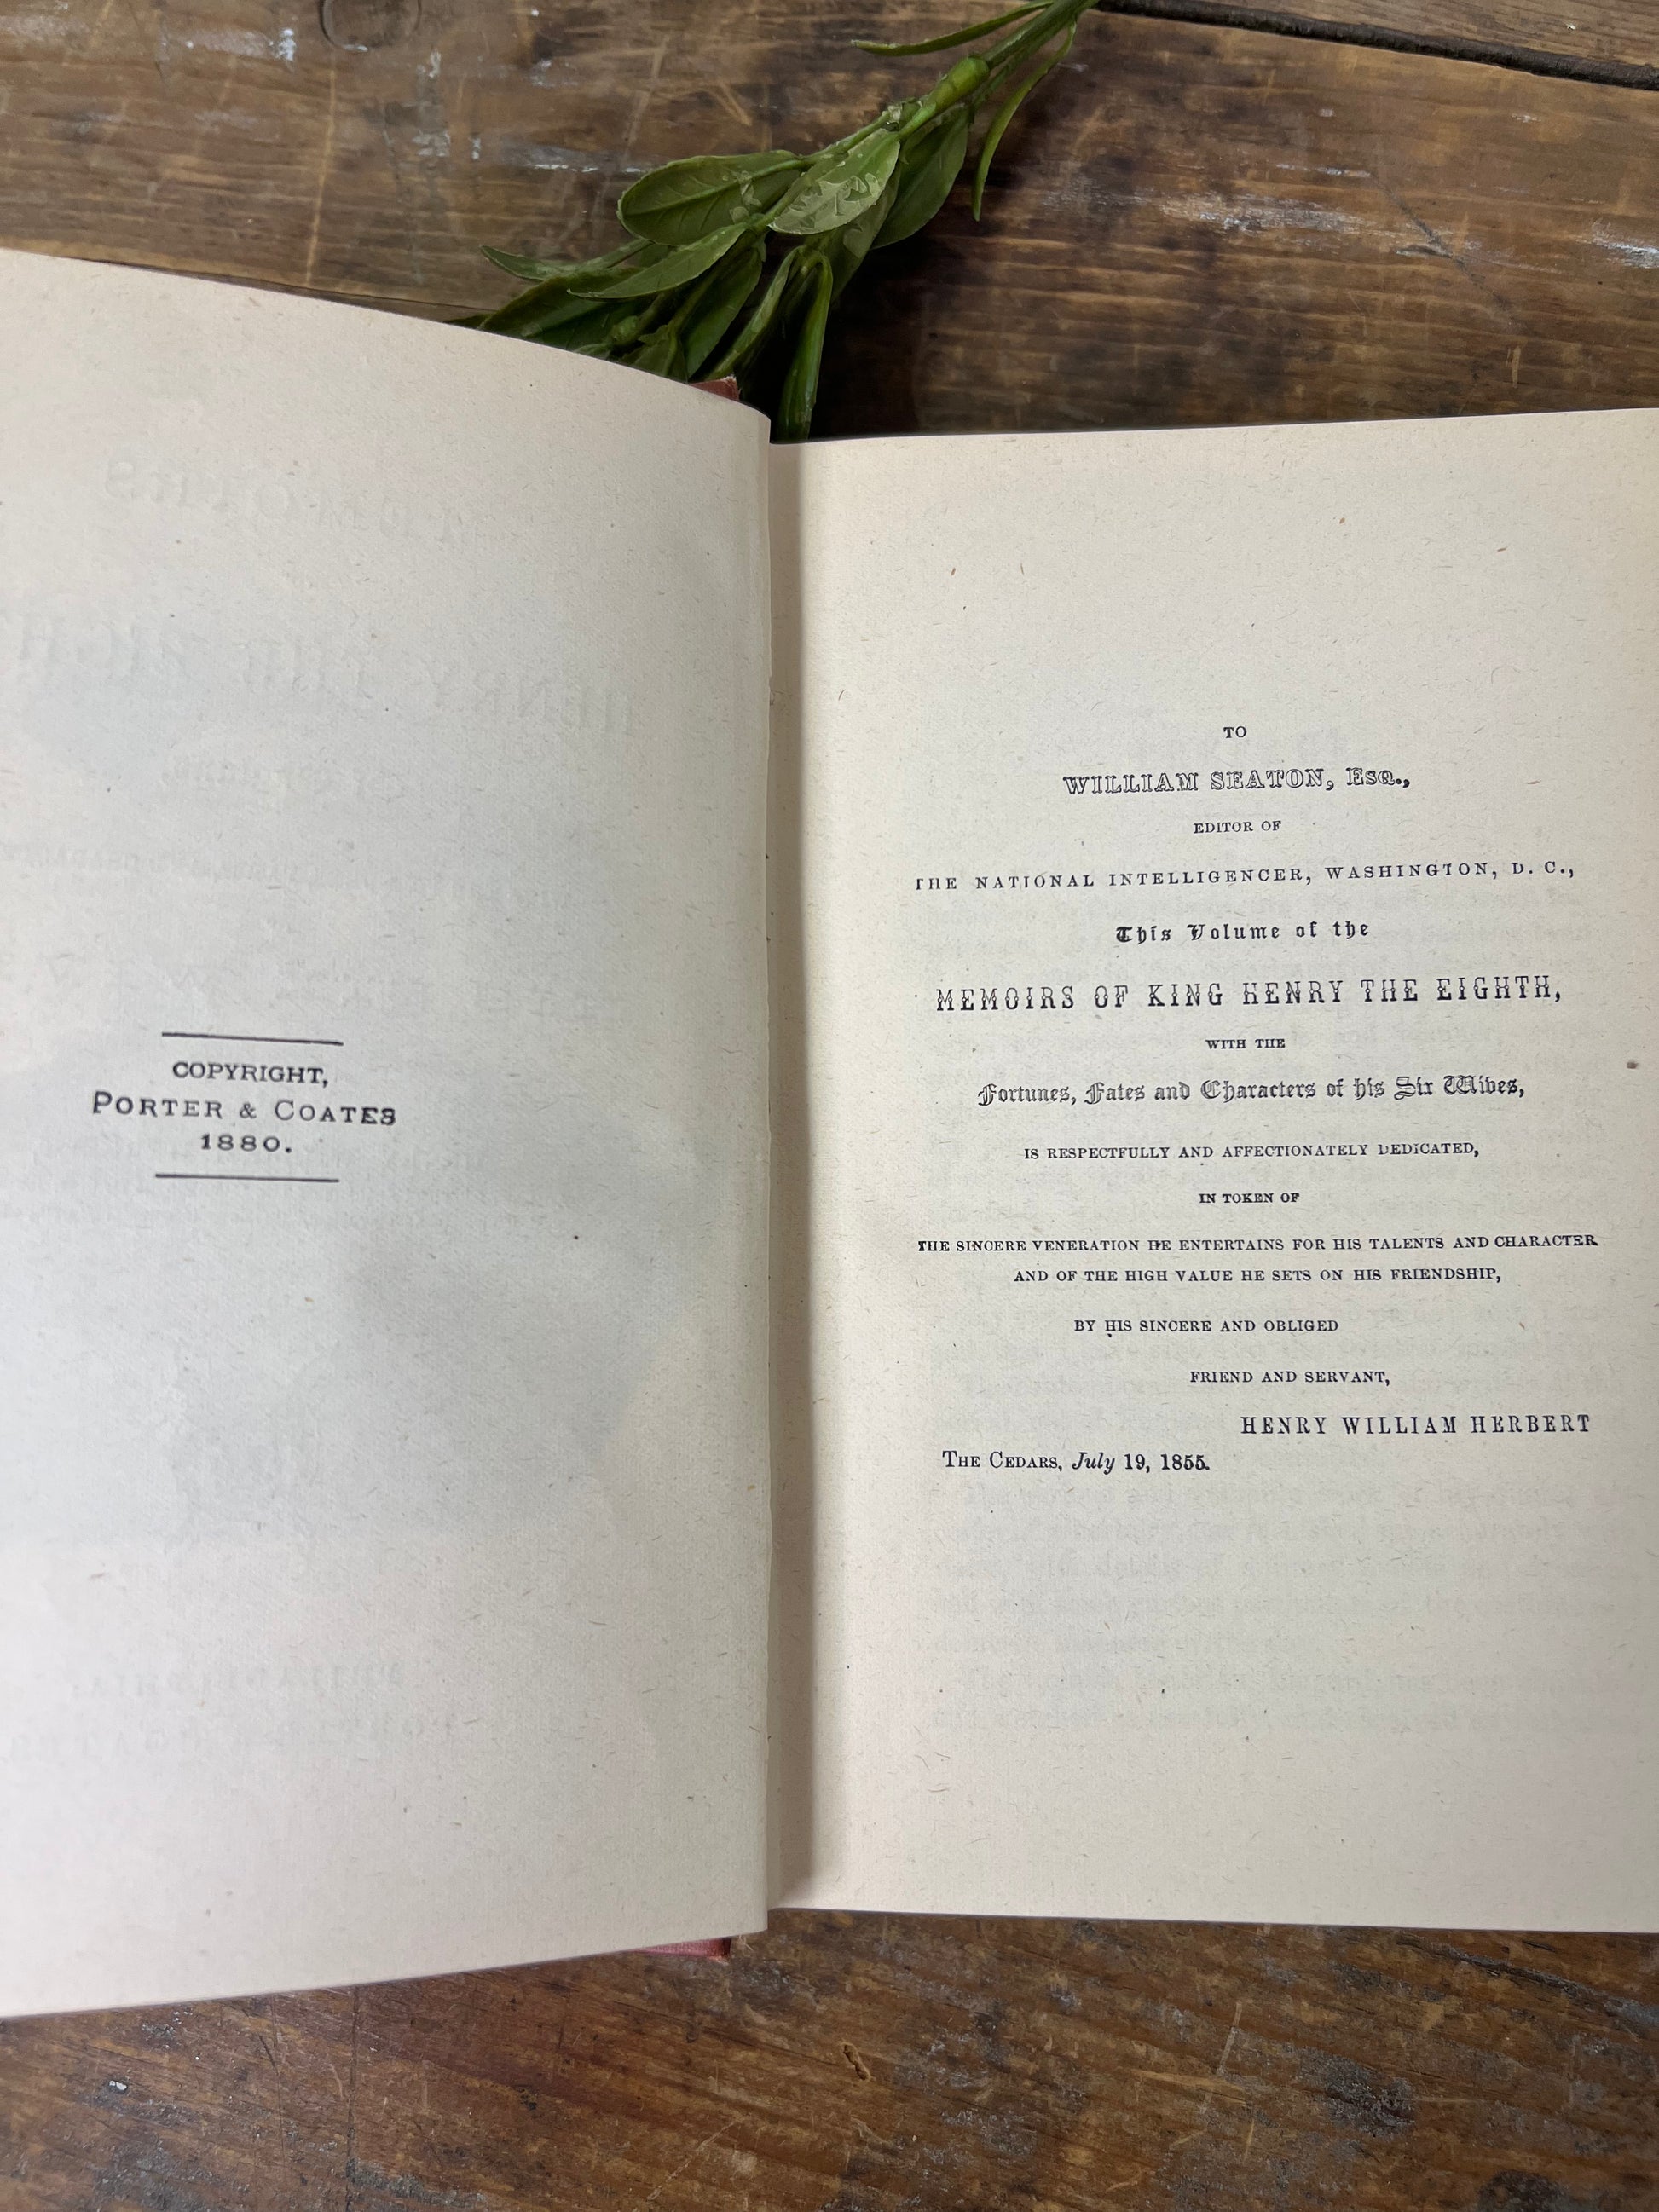 COPYRIGHT,
PORTER & COATES
1880.
TO
WILLIAM SEATON, Esq.,
EDITOR OF
THE NATIONAL INTELLIGENCER, WASHINGTON, D. C.,
This Volume of the
MEMOIRS OF KING HENRY THE EIGHTH,
WITH THE
Fortunes, Fates and Characters of his Six Wives,
IS RESPECTFULLY AND AFFECTIONATELY DEDICATED,
IN TOKEN OF
THE SINCERE VENERATION HE ENTERTAINS FOR HIS TALENTS AND CHARACTER
AND OF THE HIGH VALUE HE SETS ON HIS FRIENDSHIP,
BY HIS SINCERE AND OBLIGED
FRIEND AND SERVANT,
HENRY WILLIAM HERBERT
THE CEDARS, July 19, 1855.